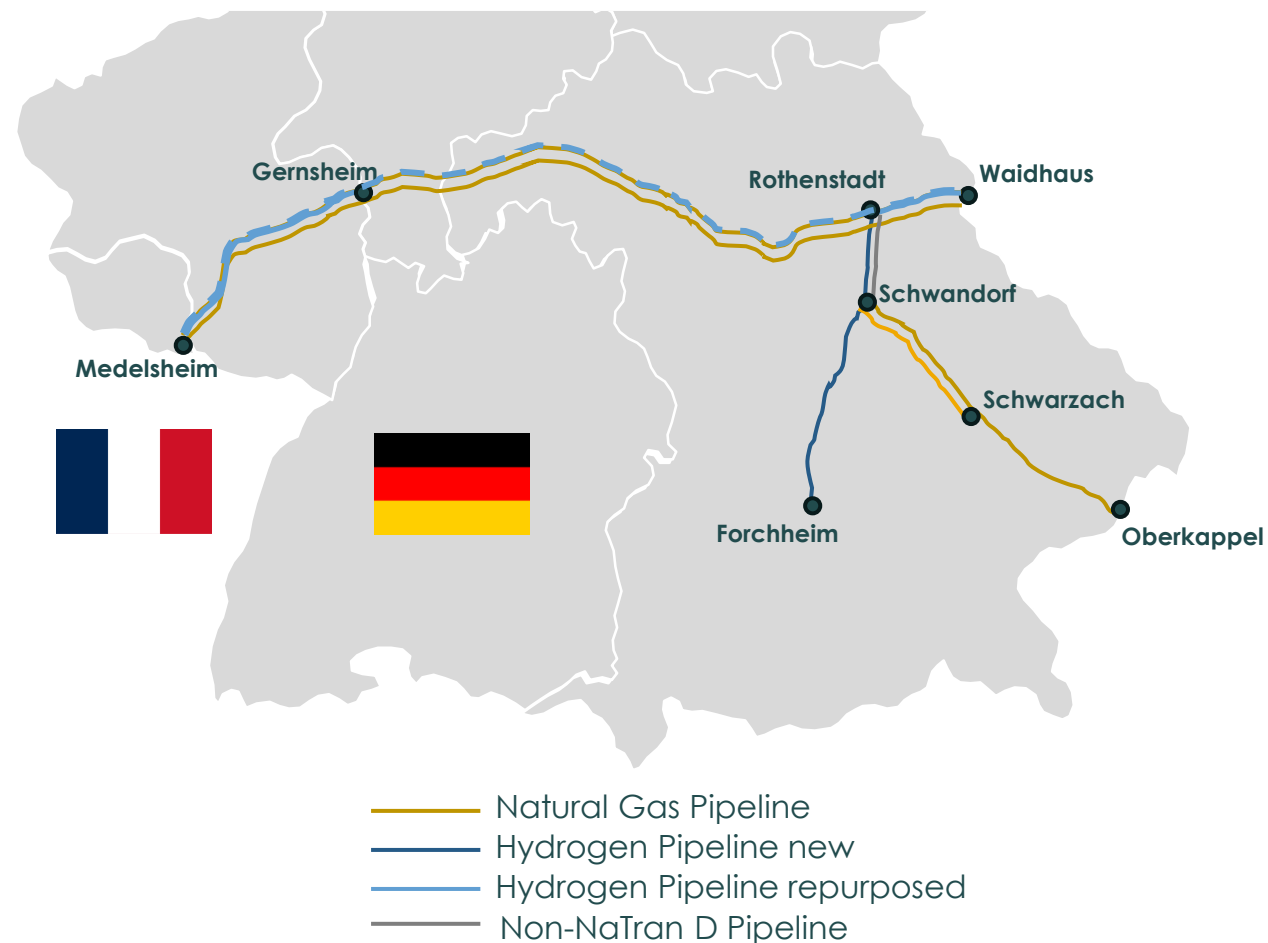 Gernsheim
Rothenstadt
Waidhaus
Schwandorf
Medelsheim
Schwarzach
Forchheim
Oberkappel
Natural Gas Pipeline
Hydrogen Pipeline new
Hydrogen Pipeline repurposed
Non-NaTran D Pipeline